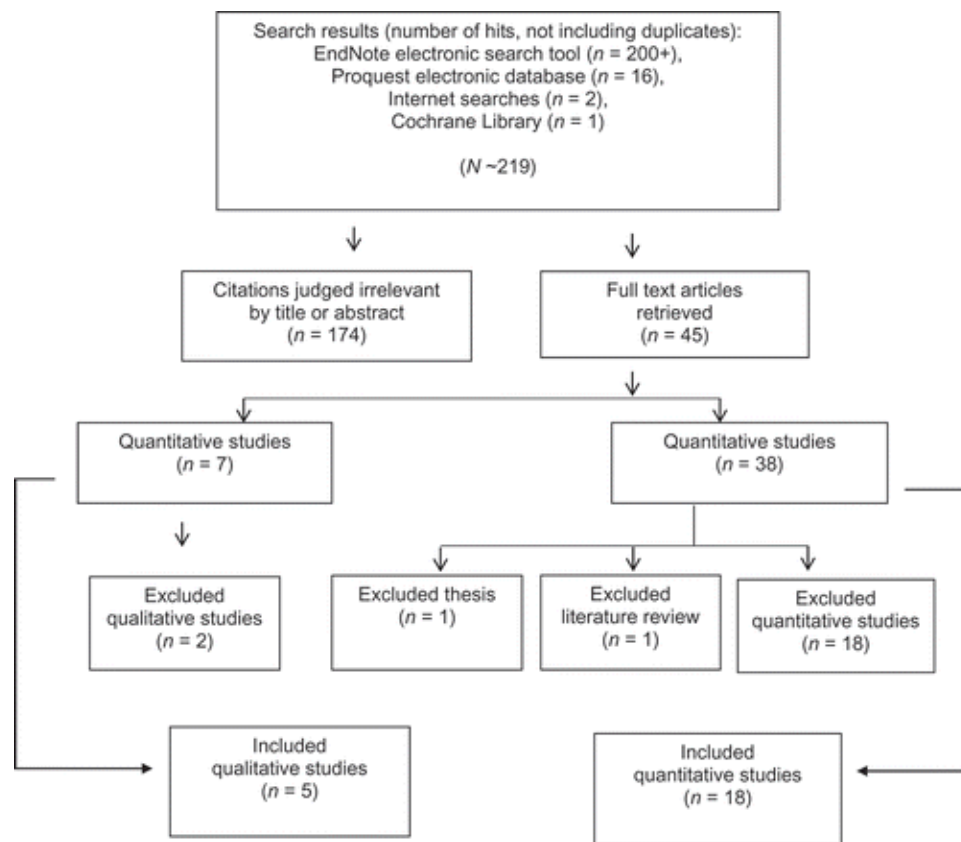 Search results (number of hits, not including duplicates):
EndNote electronic search tool (n = 200+),
Proquest electronic database (n = 16),
Internet searches (n = 2),
Cochrane Library (n = 1)
(N ~219)
Citations judged irrelevant
by title or abstract
(n = 174)
Full text articles
retrieved
(n = 45)
Quantitative studies
(n = 7)
Quantitative studies
(n = 38)
Excluded
qualitative studies
(n = 2)
Excluded thesis
(n = 1)
Excluded
literature review
(n = 1)
Excluded
quantitative studies
(n = 18)
Included
qualitative studies
(n = 5)
Included
quantitative studies
(n = 18)